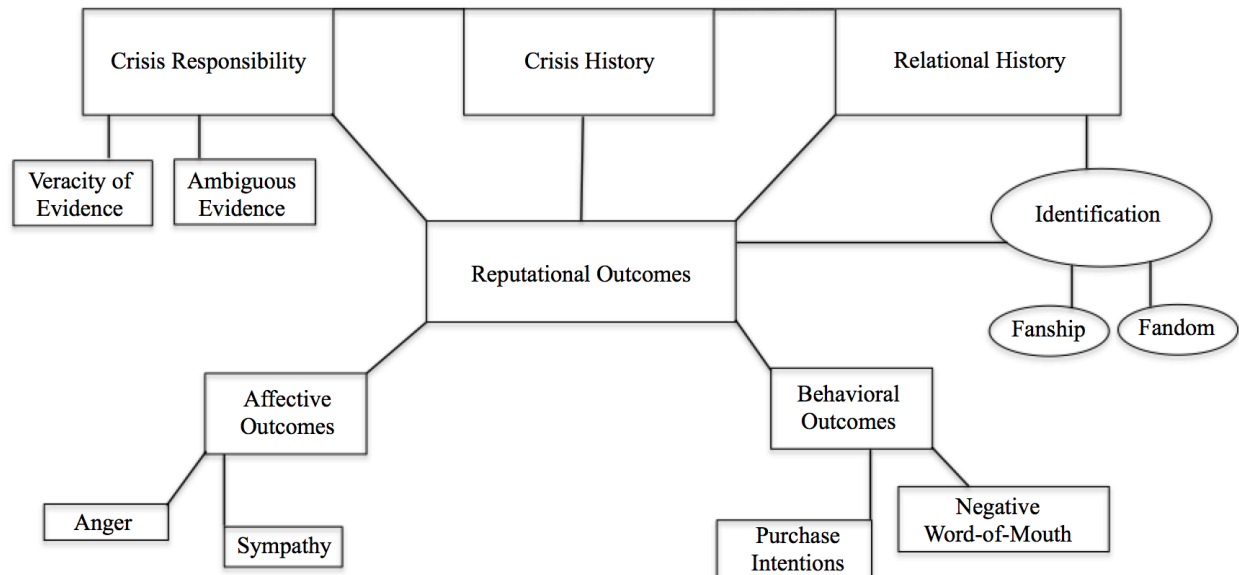 Crisis Responsibility
Crisis History
Relational History
Veracity of
Evidence
Ambiguous
Evidence
Identification
Reputational Outcomes
Fanship
Fandom
Affective
Outcomes
Behavioral
Outcomes
Anger
Sympathy
Purchase
Intentions
Negative
Word-of-Mouth